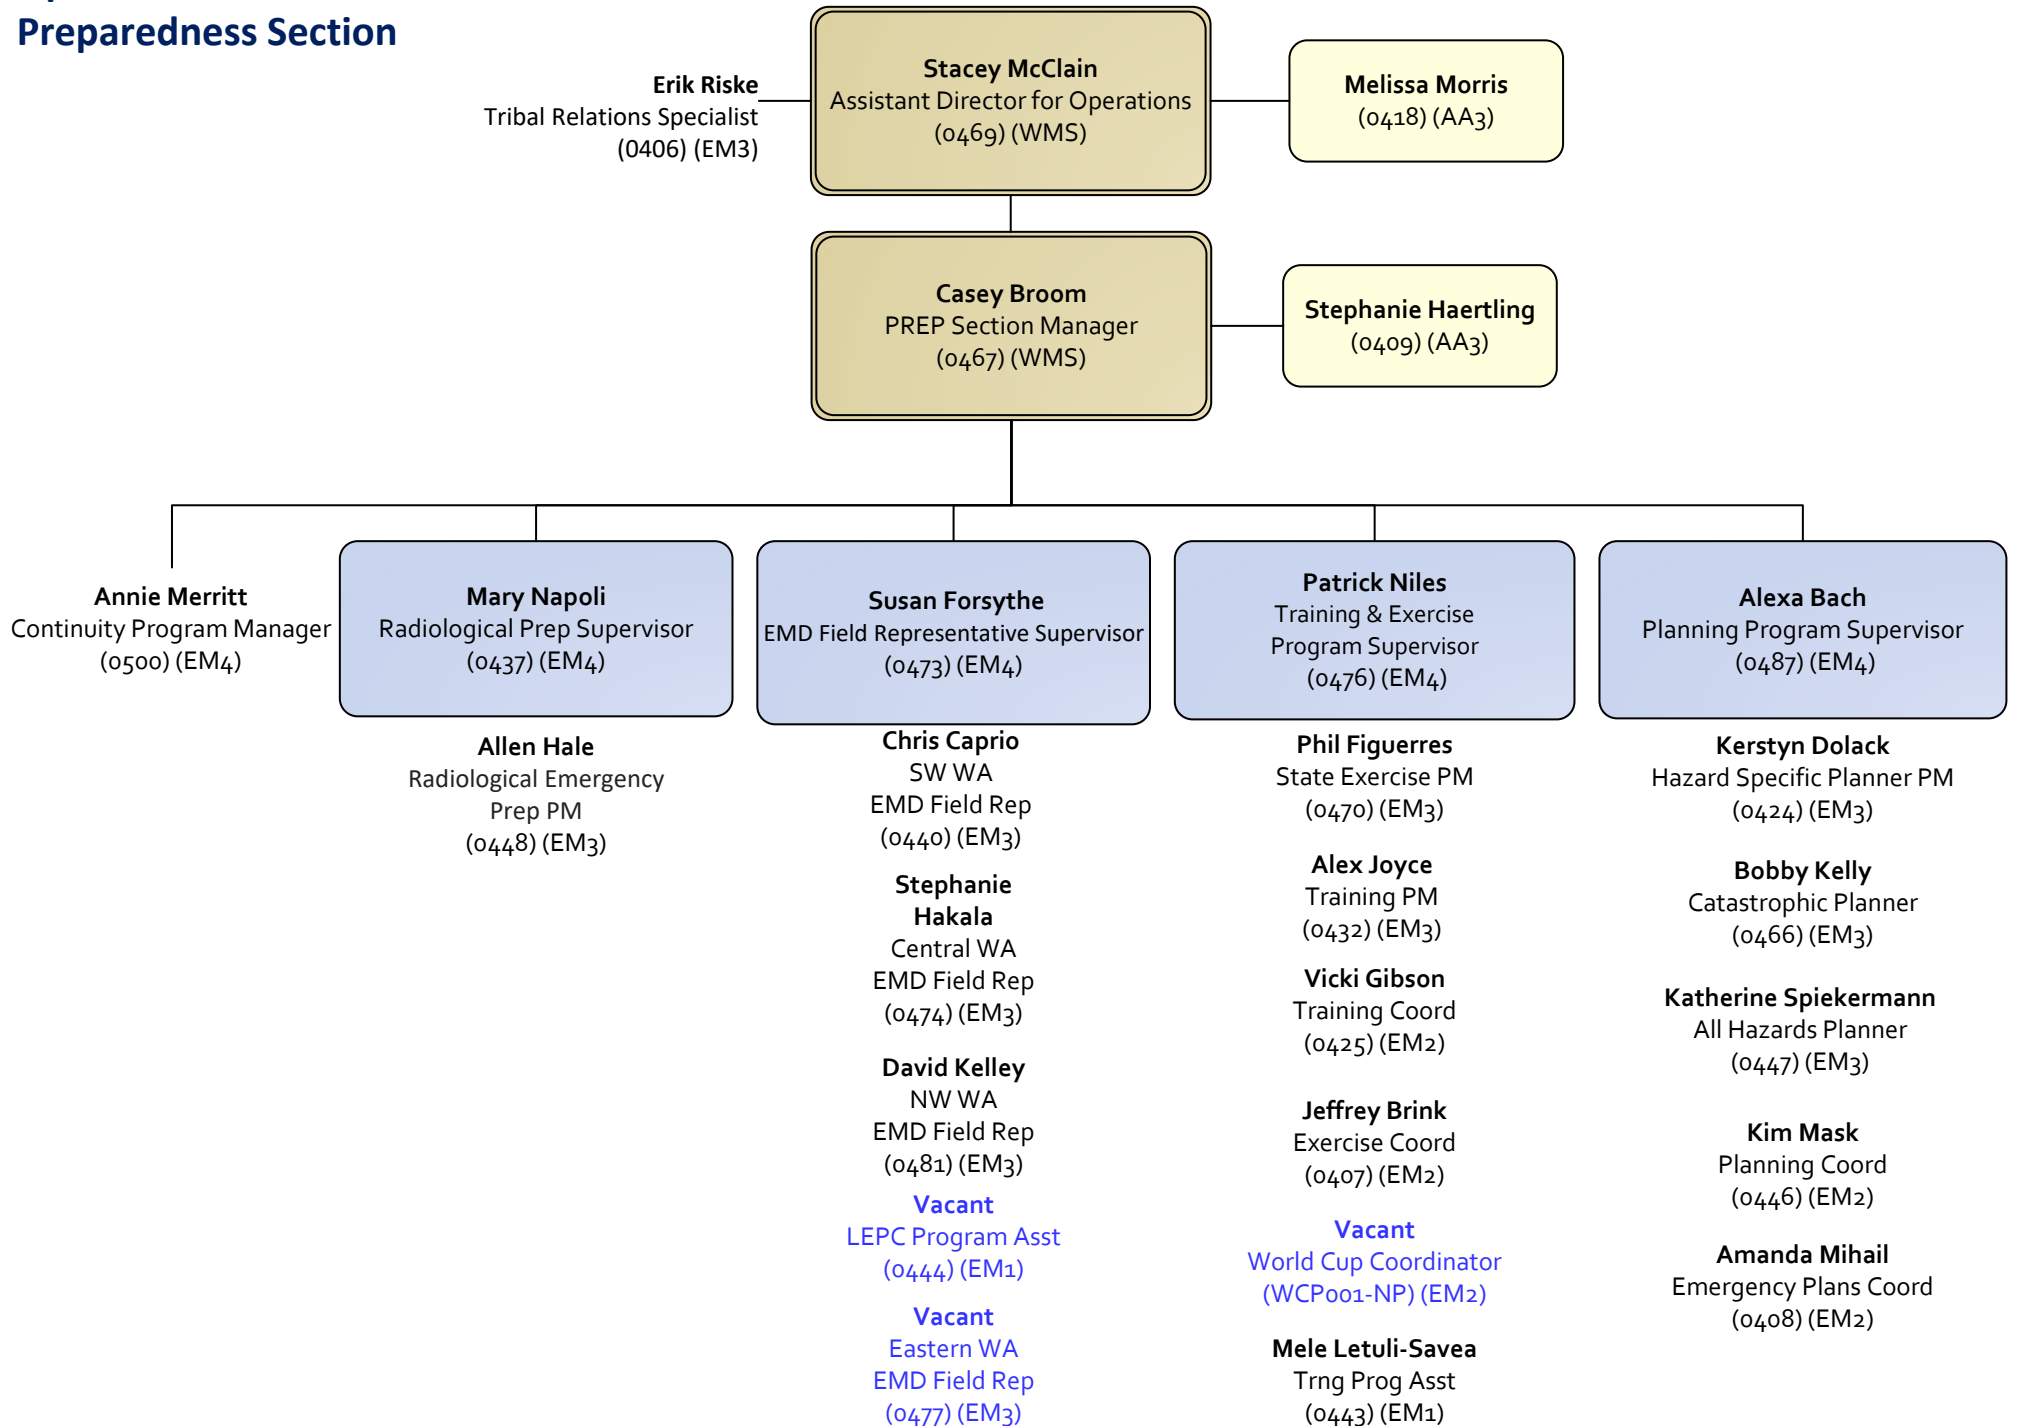 Preparedness Section
Erik Riske
Tribal Relations Specialist
(0406) (EM3)
Stacey McClain
Assistant Director for Operations
(0469) (WMS)
Melissa Morris
(0418) (AA3)
Casey Broom
PREP Section Manager
(0467) (WMS)
Stephanie Haertling
(0409) (AA3)
Annie Merritt
Continuity Program Manager
(0500) (EM4)
Mary Napoli
Radiological Prep Supervisor
(0437) (EM4)
Allen Hale
Radiological Emergency
Prep PM
(0448) (EM3)
Susan Forsythe
EMD Field Representative Supervisor
(0473) (EM4)
Chris Caprio
SW WA
EMD Field Rep
(0440) (EM3)
Stephanie
Hakala
Central WA
EMD Field Rep
(0474) (EM3)
David Kelley
NW WA
EMD Field Rep
(0481) (EM3)
Vacant
LEPC Program Asst
(0444) (EM1)
Vacant
Eastern WA
EMD Field Rep
(0477) (EM3)
Patrick Niles
Training & Exercise
Program Supervisor
(0476) (EM4)
Phil Figuerres
State Exercise PM
(0470) (EM3)
Alex Joyce
Training PM
(0432) (EM3)
Vicki Gibson
Training Coord
(0425) (EM2)
Jeffrey Brink
Exercise Coord
(0407) (EM2)
Vacant
World Cup Coordinator
(WCP001-NP) (EM2)
Mele Letuli-Savea
Trng Prog Asst
(0443) (EM1)
Alexa Bach
Planning Program Supervisor
(0487) (EM4)
Kerstyn Dolack
Hazard Specific Planner PM
(0424) (EM3)
Bobby Kelly
Catastrophic Planner
(0466) (EM3)
Katherine Spiekermann
All Hazards Planner
(0447) (EM3)
Kim Mask
Planning Coord
(0446) (EM2)
Amanda Mihail
Emergency Plans Coord
(0408) (EM2)